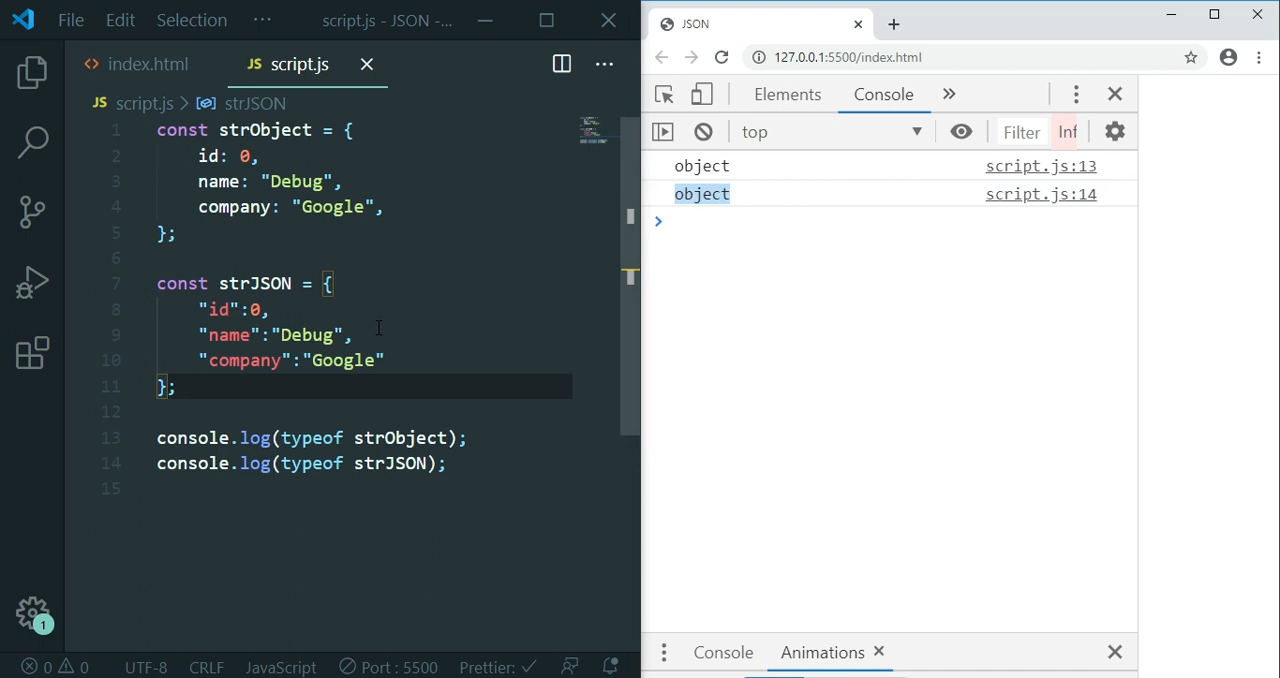 File Edit Selection ··· script.js - JSON -...
index.html JS script.js
JS script.js > strJSON
1 const strObject = {
2 id: 0,
3 name: "Debug",
4 company: "Google",
5 };
6
7 const strJSON = {
8 "id":0,
9 "name":"Debug",
10 "company":"Google"
11 };
12
13 console.log(typeof strObject);
14 console.log(typeof strJSON);
15
1
0 0 UTF-8 CRLF JavaScript Port : 5500 Prettier: ✓
JSON
127.0.0.1:5500/index.html
Elements Console »
top Filter Inf
object script.js:13
object script.js:14
>
Console Animations